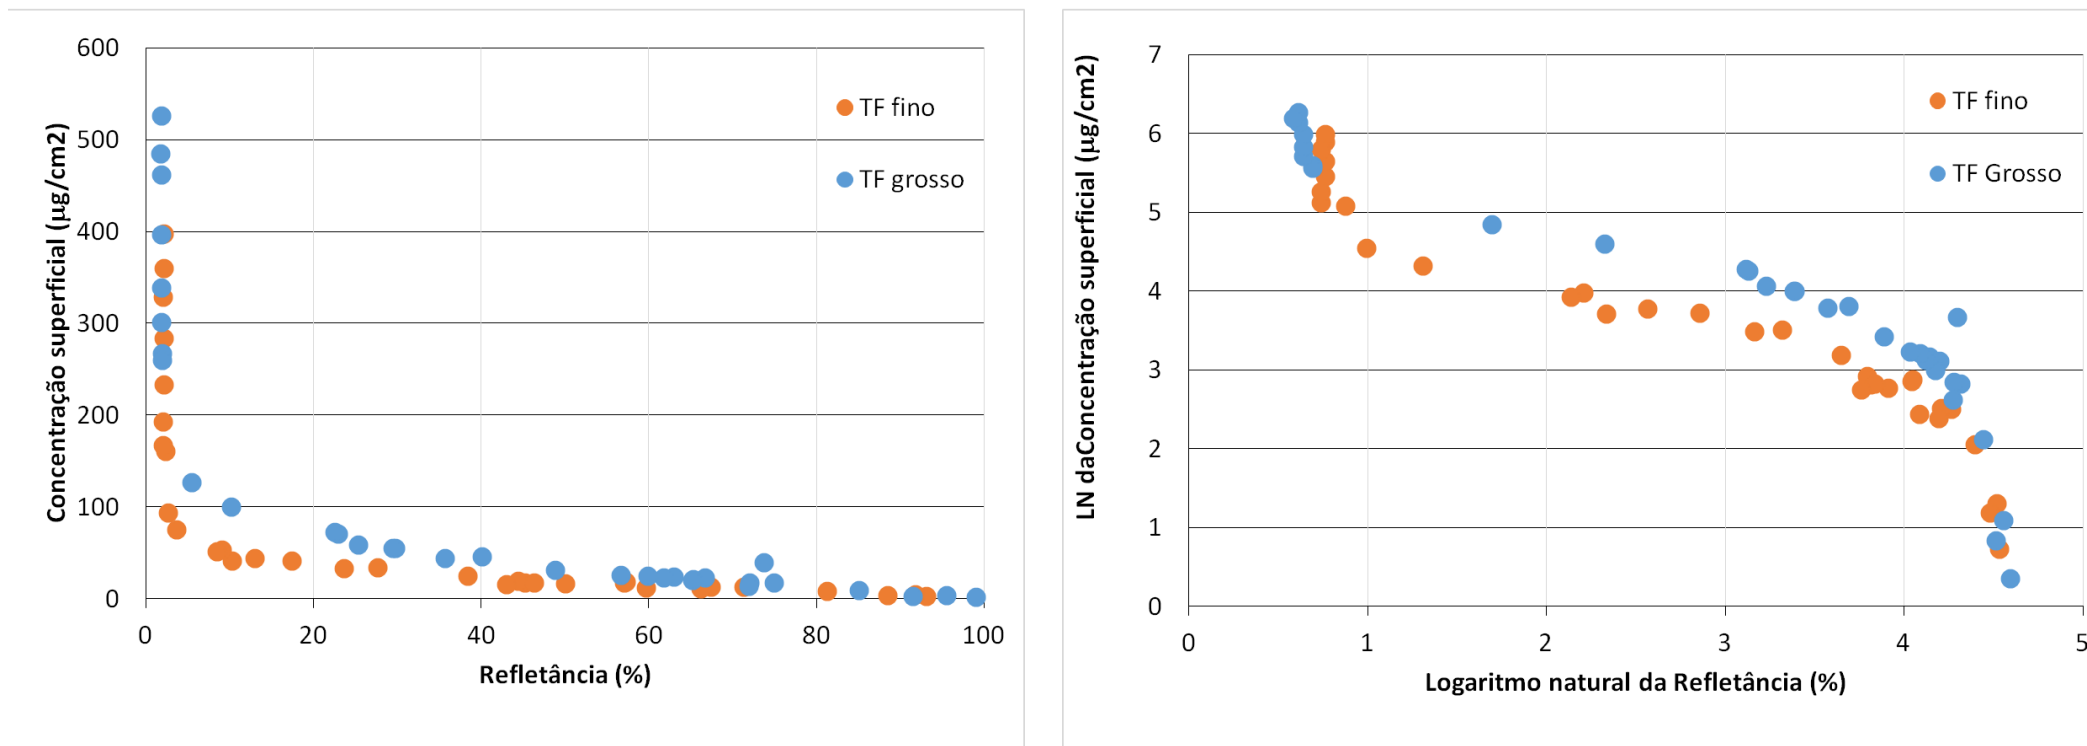 600
500
400
300
200
100
0
0 20 40 60 80 100
Concentração superficial (µg/cm2)
Refletância (%)
TF fino
TF grosso
7
6
5
4
3
2
1
0
0 1 2 3 4 5
LN daConcentração superficial (µg/cm2)
Logaritmo natural da Refletância (%)
TF fino
TF Grosso